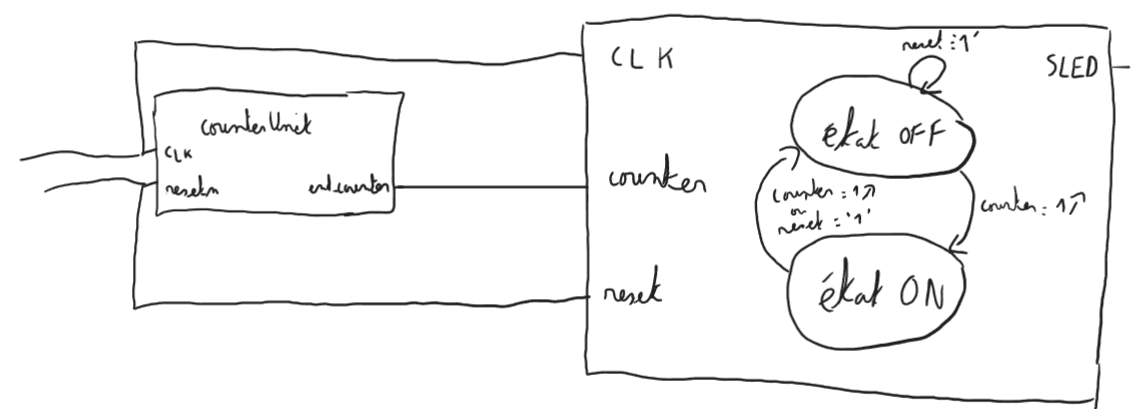 counterUnit
CLK
resetn
end_counter
CLK
counter
reset
SLED
reset = '1'
état OFF
counter = 1↗
or
reset = '1'
counter = 1↗
état ON